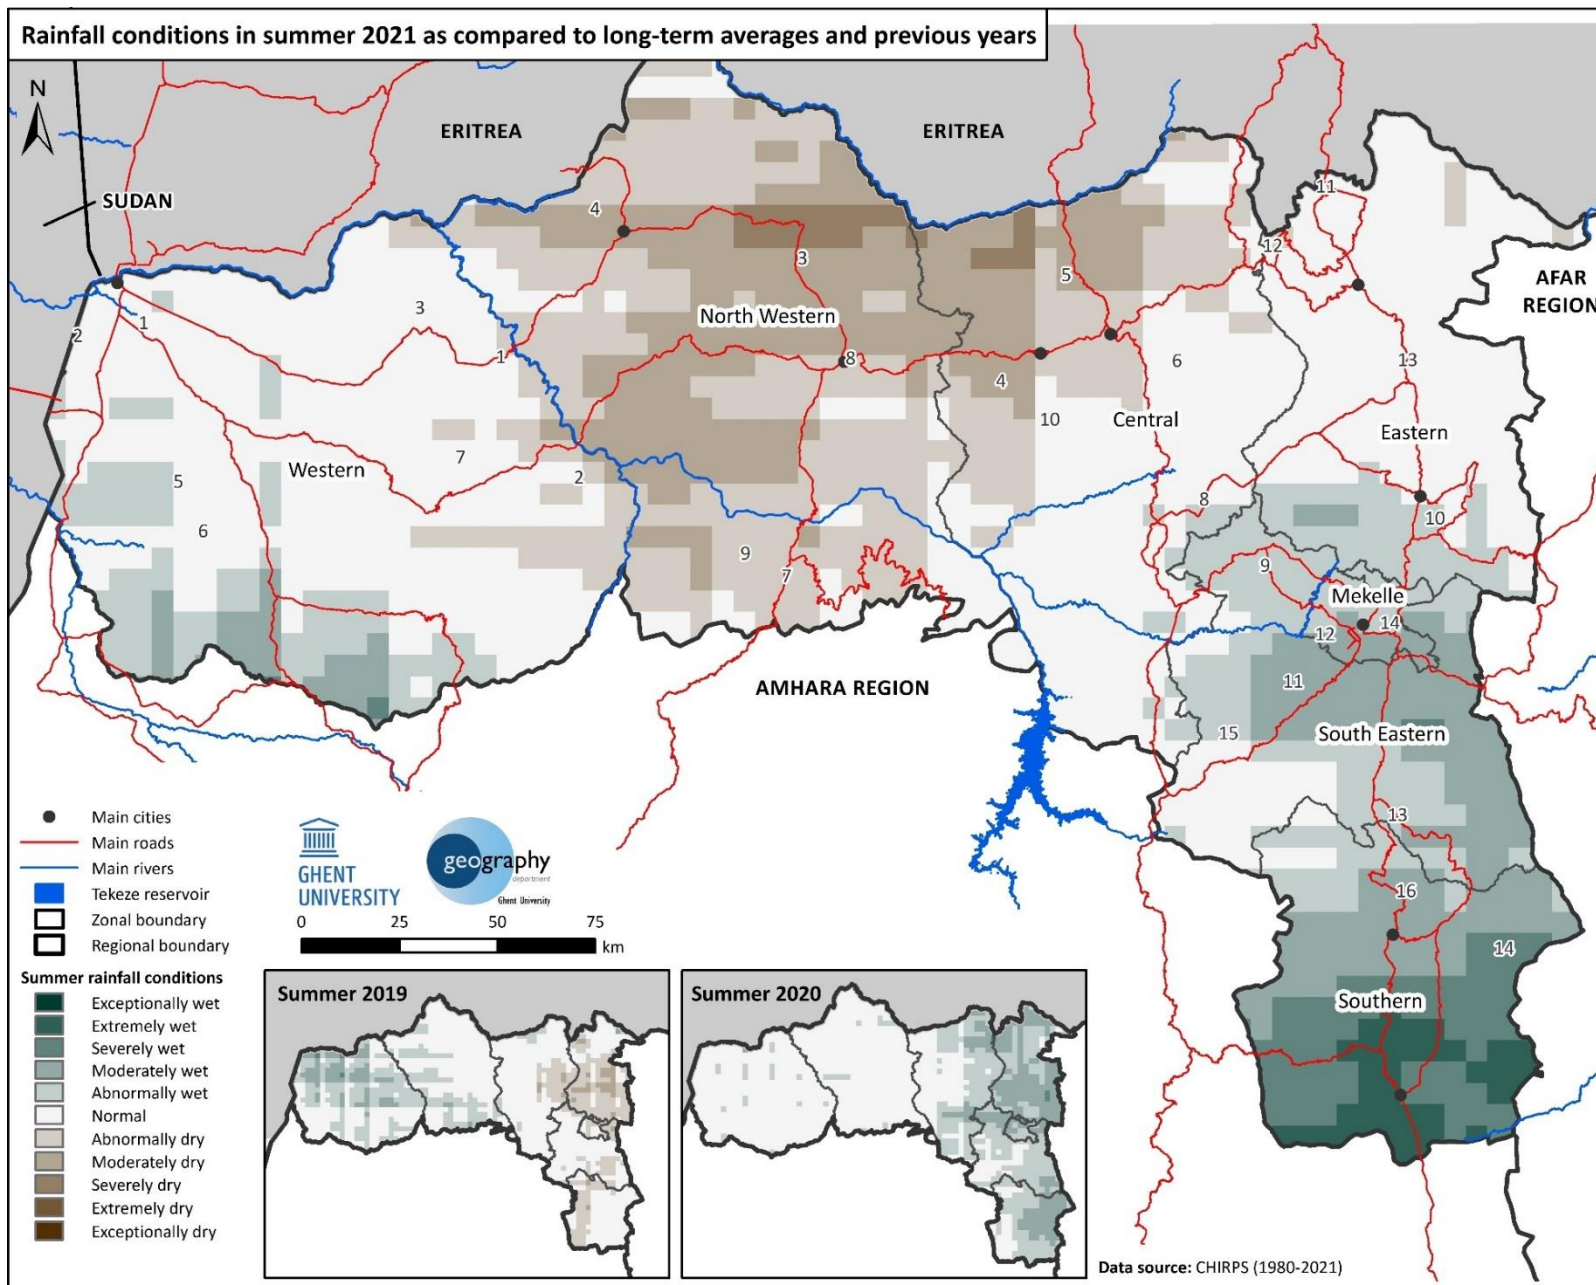 Rainfall conditions in summer 2021 as compared to long-term averages and previous years
N
ERITREA
ERITREA
SUDAN
11
4
12
3
5
AFAR
REGION
2
1
3
North Western
1
8
6
13
4
10
Central
Eastern
Western
7
5
2
8
10
6
9
7
9
Mekelle
12
14
AMHARA REGION
11
15
South Eastern
13
16
14
Southern
Main cities
Main roads
Main rivers
Tekeze reservoir
Zonal boundary
Regional boundary
GHENT
UNIVERSITY
geography
department
Ghent University
0 25 50 75
km
Summer rainfall conditions
Exceptionally wet
Extremely wet
Severely wet
Moderately wet
Abnormally wet
Normal
Abnormally dry
Moderately dry
Severely dry
Extremely dry
Exceptionally dry
Summer 2019
Summer 2020
Data source: CHIRPS (1980-2021)